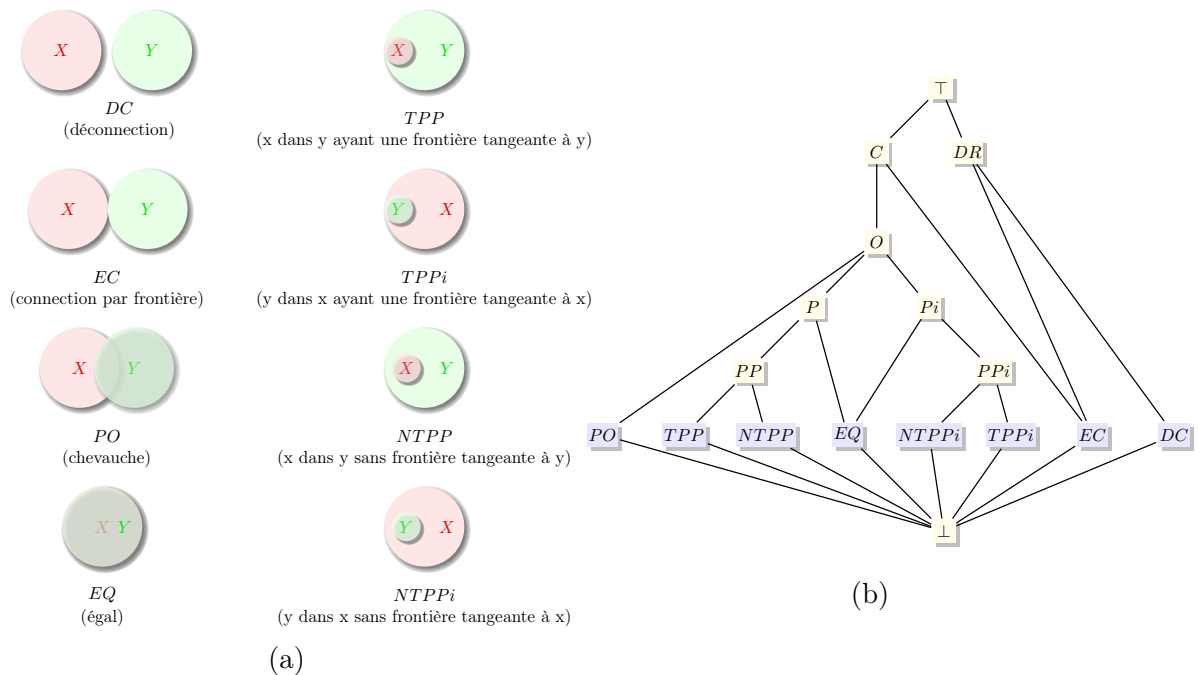 X
Y
DC
(déconnection)
X
Y
EC
(connection par frontière)
X
Y
PO
(chevauche)
X
Y
EQ
(égal)
X
Y
TPP
(x dans y ayant une frontière tangeante à y)
Y
X
TPPi
(y dans x ayant une frontière tangeante à x)
X
Y
NTPP
(x dans y sans frontière tangeante à y)
Y
X
NTPPi
(y dans x sans frontière tangeante à x)
(a)
⊤
C
DR
O
P
Pi
PP
PPi
PO
TPP
NTPP
EQ
NTPPi
TPPi
EC
DC
⊥
(b)